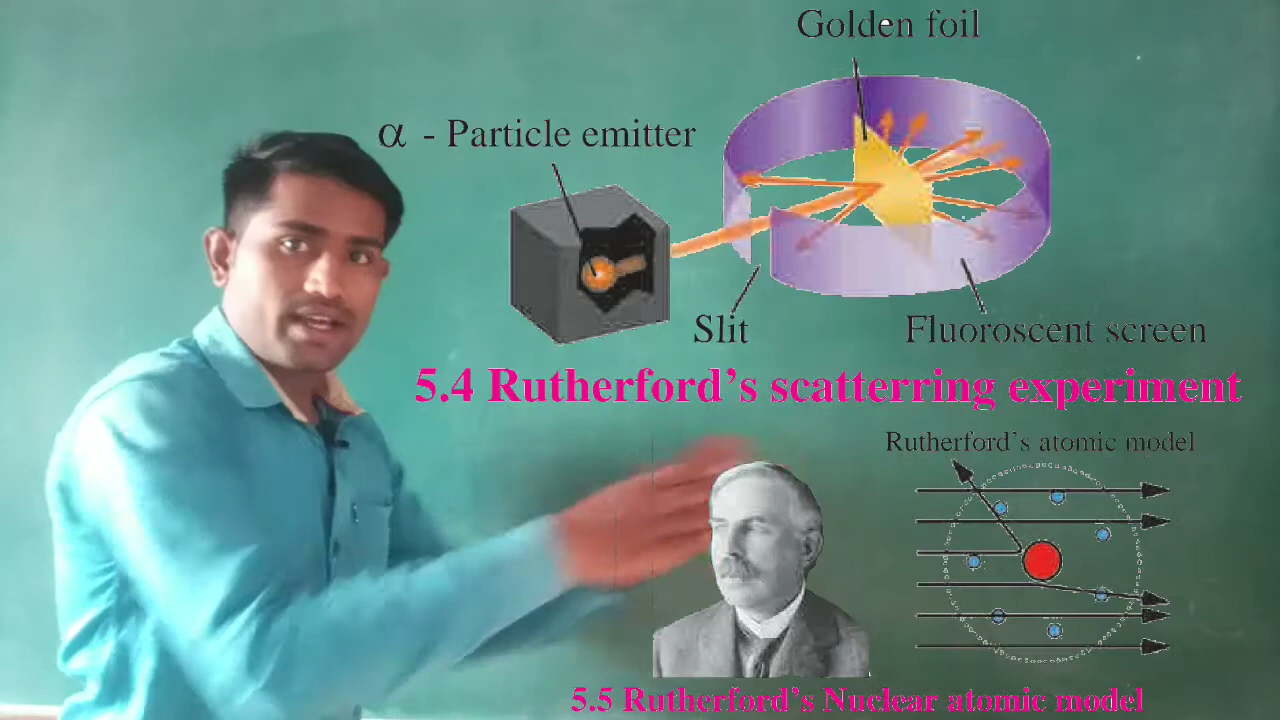 Golden foil
α - Particle emitter
Slit
Fluoroscent screen
5.4 Rutherford's scatterring experiment
Rutherford's atomic model
5.5 Rutherford's Nuclear atomic model